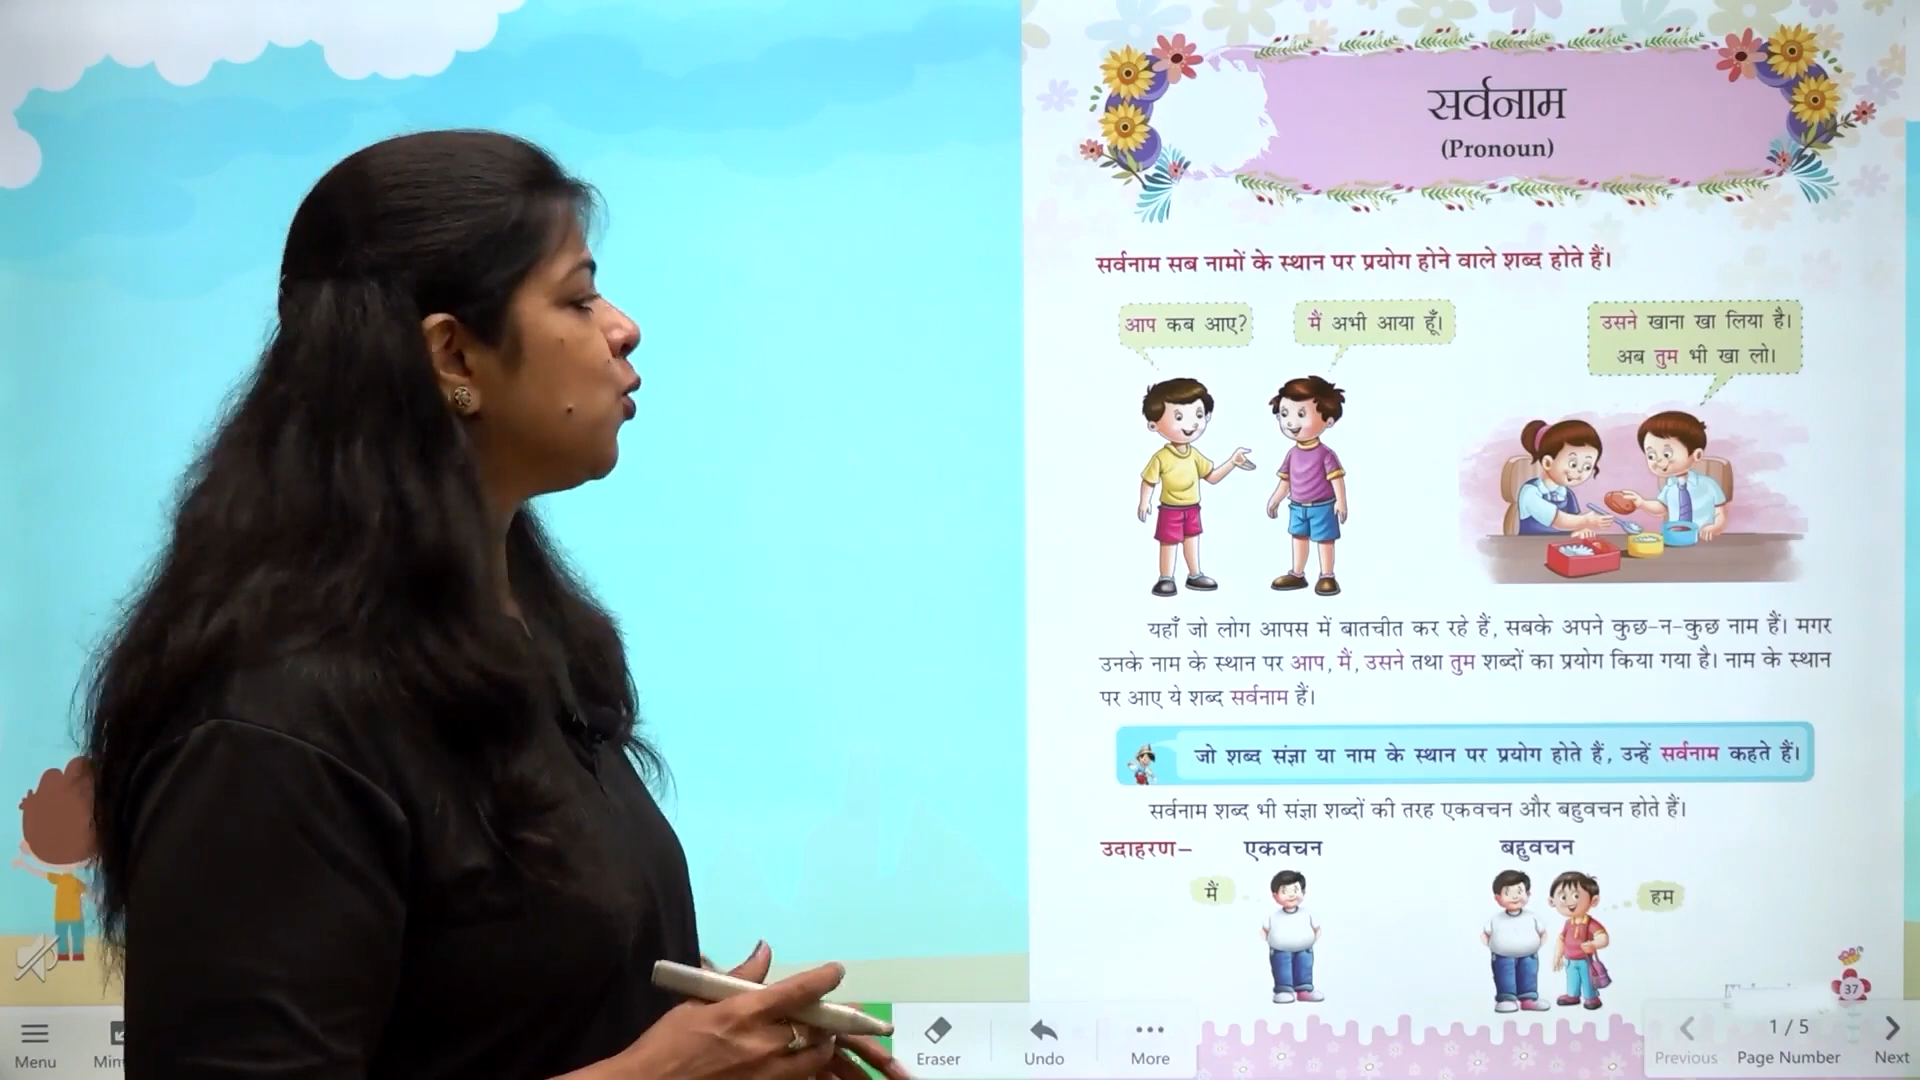 सर्वनाम
(Pronoun)
सर्वनाम सब नामों के स्थान पर प्रयोग होने वाले शब्द होते हैं।
आप कब आए?
मैं अभी आया हूँ।
उसने खाना खा लिया है।
अब तुम भी खा लो।
यहाँ जो लोग आपस में बातचीत कर रहे हैं, सबके अपने कुछ-न-कुछ नाम हैं। मगर
उनके नाम के स्थान पर आप, मैं, उसने तथा तुम शब्दों का प्रयोग किया गया है। नाम के स्थान
पर आए ये शब्द सर्वनाम हैं।
जो शब्द संज्ञा या नाम के स्थान पर प्रयोग होते हैं, उन्हें सर्वनाम कहते हैं।
सर्वनाम शब्द भी संज्ञा शब्दों की तरह एकवचन और बहुवचन होते हैं।
उदाहरण– एकवचन बहुवचन
मैं
हम
37
Menu
Eraser
Undo
More
Previous
1 / 5
Page Number
Next